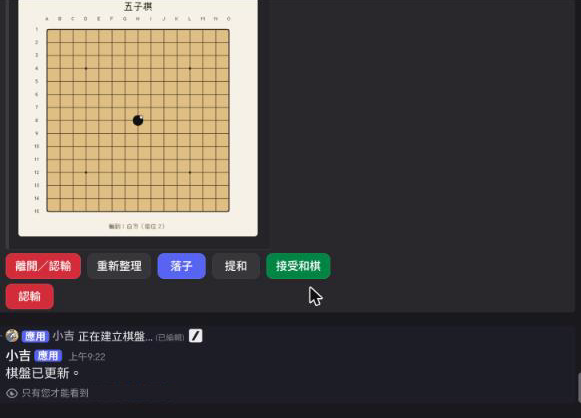 五子棋
A B C D E F G H I J K L M N O
1
2
3
4
5
6
7
8
9
10
11
12
13
14
15
輪到：白方（座位 2）
離開／認輸 重新整理 落子 提和 接受和棋
認輸
應用 小吉 正在建立棋盤... (已編輯)
小吉 應用 上午9:22
棋盤已更新。
只有您才能看到